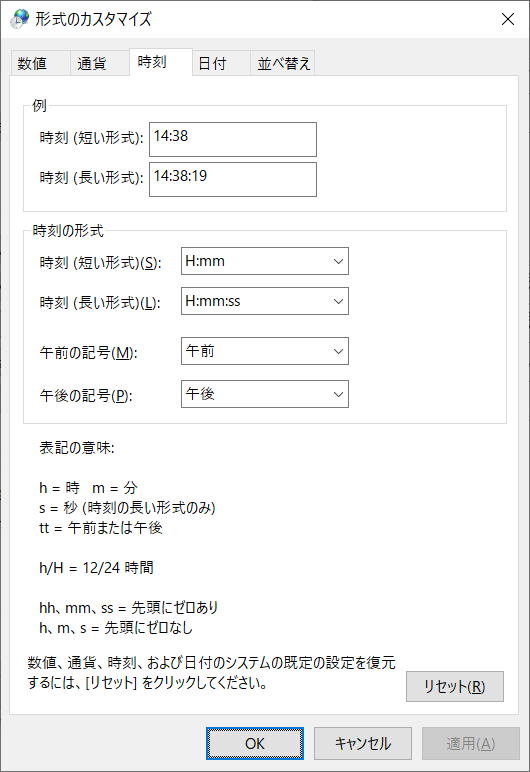 形式のカスタマイズ
数値 通貨 時刻 日付 並べ替え
例
時刻 (短い形式): 14:38
時刻 (長い形式): 14:38:19
時刻の形式
時刻 (短い形式)(S): H:mm
時刻 (長い形式)(L): H:mm:ss
午前の記号(M): 午前
午後の記号(P): 午後
表記の意味:
h = 時 m = 分
s = 秒 (時刻の長い形式のみ)
tt = 午前または午後
h/H = 12/24 時間
hh、mm、ss = 先頭にゼロあり
h、m、s = 先頭にゼロなし
数値、通貨、時刻、および日付のシステムの既定の設定を復元
するには、[リセット] をクリックしてください。
リセット(R)
OK キャンセル 適用(A)